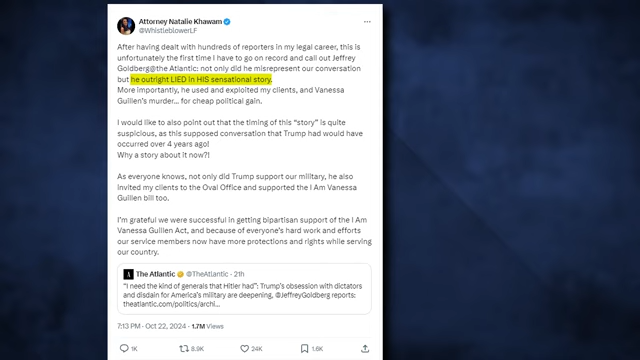 Attorney Natalie Khawam
@WhistleblowerLF
After having dealt with hundreds of reporters in my legal career, this is
unfortunately the first time I have to go on record and call out Jeffrey
Goldberg@the Atlantic: not only did he misrepresent our conversation
but he outright LIED in HIS sensational story.
More importantly, he used and exploited my clients, and Vanessa
Guillen's murder... for cheap political gain.
I would like to also point out that the timing of this "story" is quite
suspicious, as this supposed conversation that Trump had would have
occurred over 4 years ago!
Why a story about it now?!
As everyone knows, not only did Trump support our military, he also
invited my clients to the Oval Office and supported the I Am Vanessa
Guillen bill too.
I'm grateful we were successful in getting bipartisan support of the I Am
Vanessa Guillen Act, and because of everyone's hard work and efforts
our service members now have more protections and rights while serving
our country.
A The Atlantic @TheAtlantic · 21h
"I need the kind of generals that Hitler had": Trump's obsession with dictators
and disdain for America's military are deepening, @JeffreyGoldberg reports:
theatlantic.com/politics/archi...
7:13 PM · Oct 22, 2024 · 1.7M Views
1K 8.9K 24K 1.6K